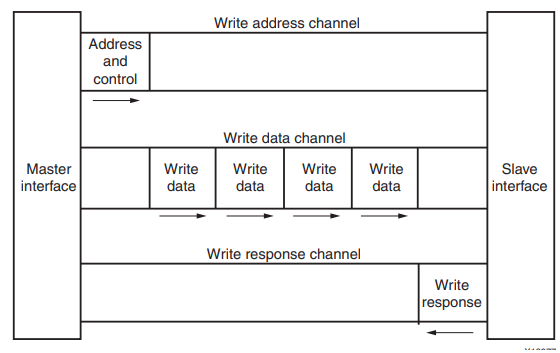 Write address channel
Address
and
control
Write data channel
Master
interface
Write
data
Write
data
Write
data
Write
data
Slave
interface
Write response channel
Write
response